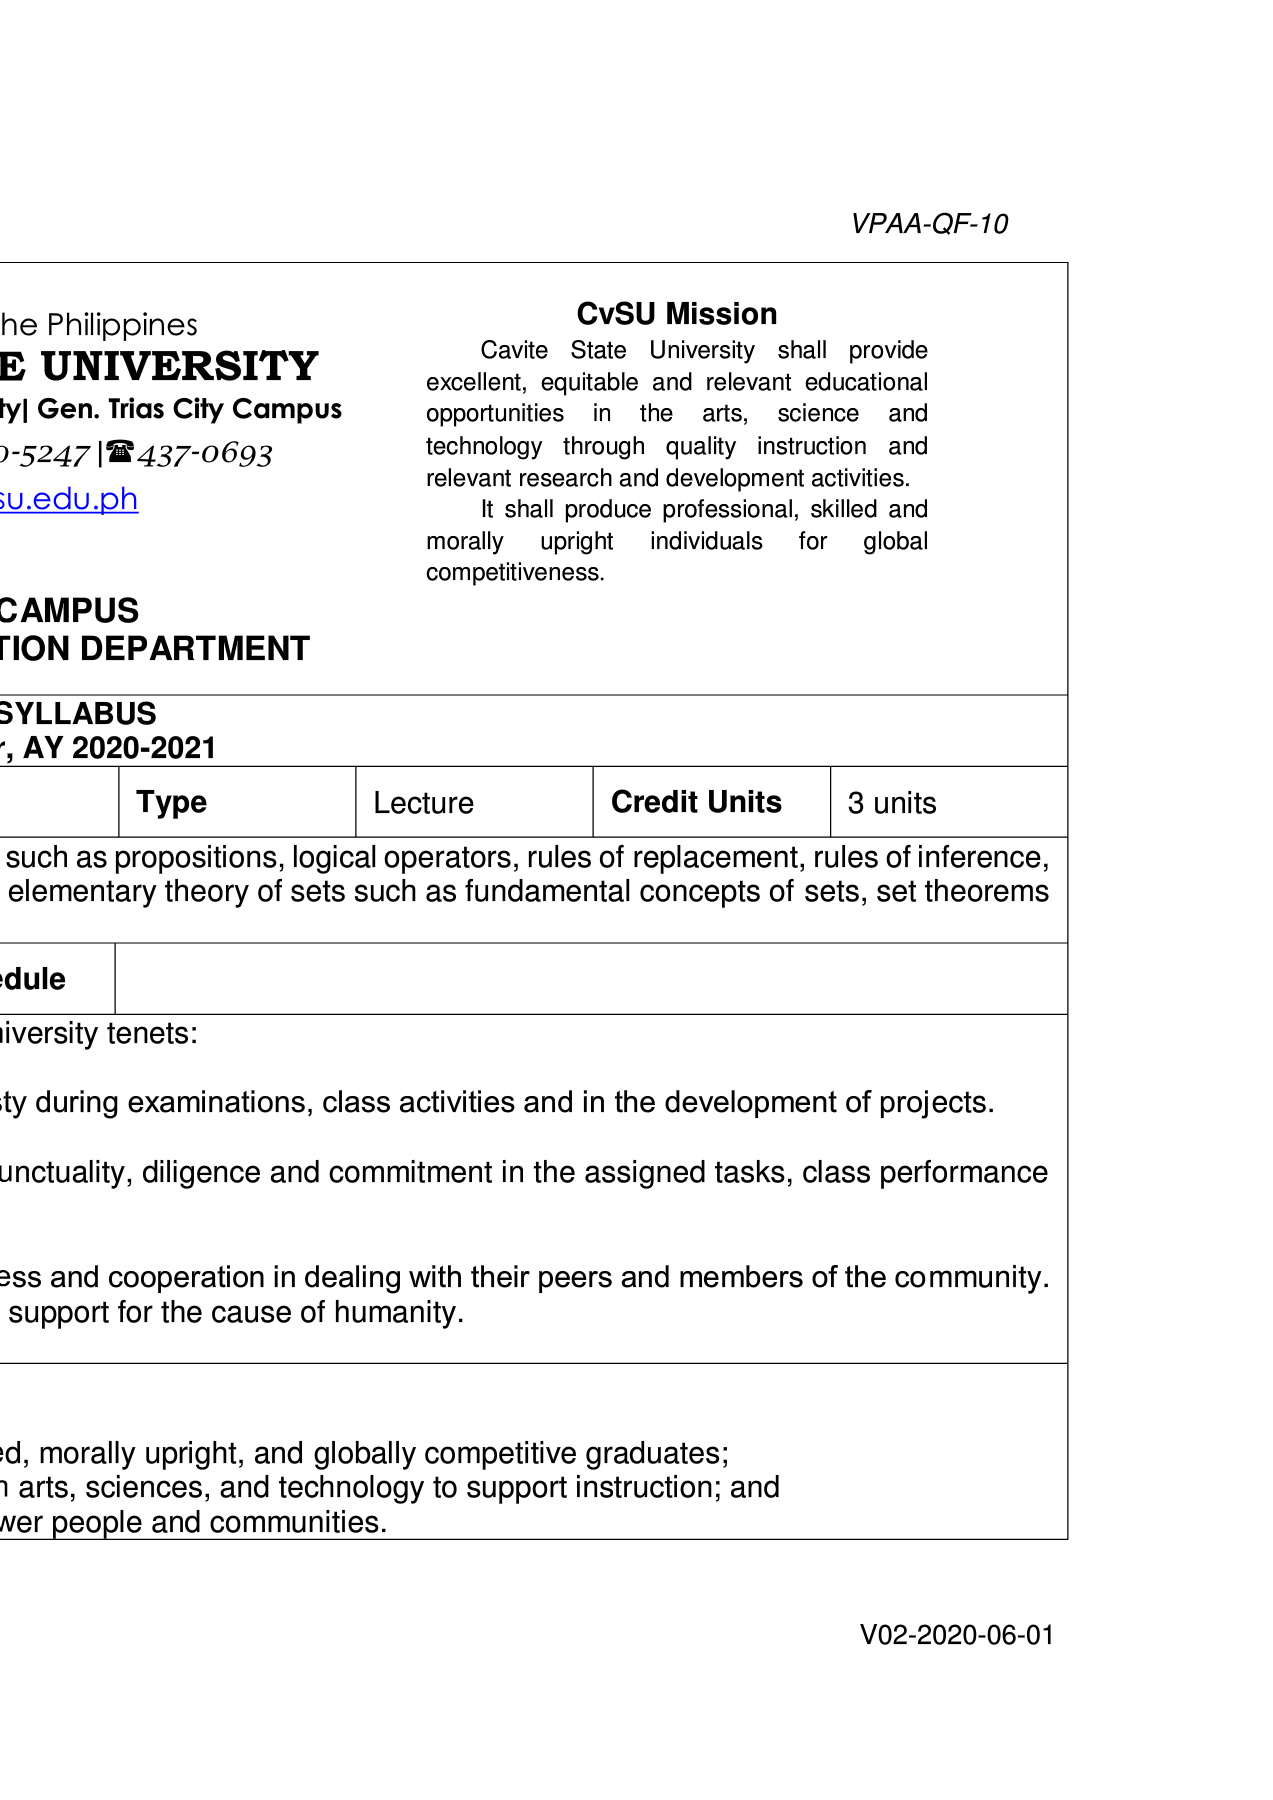 VPAA-QF-10
he Philippines
E UNIVERSITY
ty| Gen. Trias City Campus
0-5247 |☎437-0693
su.edu.ph
CAMPUS
TION DEPARTMENT
CvSU Mission
Cavite State University shall provide
excellent, equitable and relevant educational
opportunities in the arts, science and
technology through quality instruction and
relevant research and development activities.
It shall produce professional, skilled and
morally upright individuals for global
competitiveness.
SYLLABUS
r, AY 2020-2021
Type Lecture Credit Units 3 units
such as propositions, logical operators, rules of replacement, rules of inference,
elementary theory of sets such as fundamental concepts of sets, set theorems
edule
niversity tenets:
sty during examinations, class activities and in the development of projects.
unctuality, diligence and commitment in the assigned tasks, class performance
ess and cooperation in dealing with their peers and members of the community.
support for the cause of humanity.
ed, morally upright, and globally competitive graduates;
n arts, sciences, and technology to support instruction; and
wer people and communities.
V02-2020-06-01